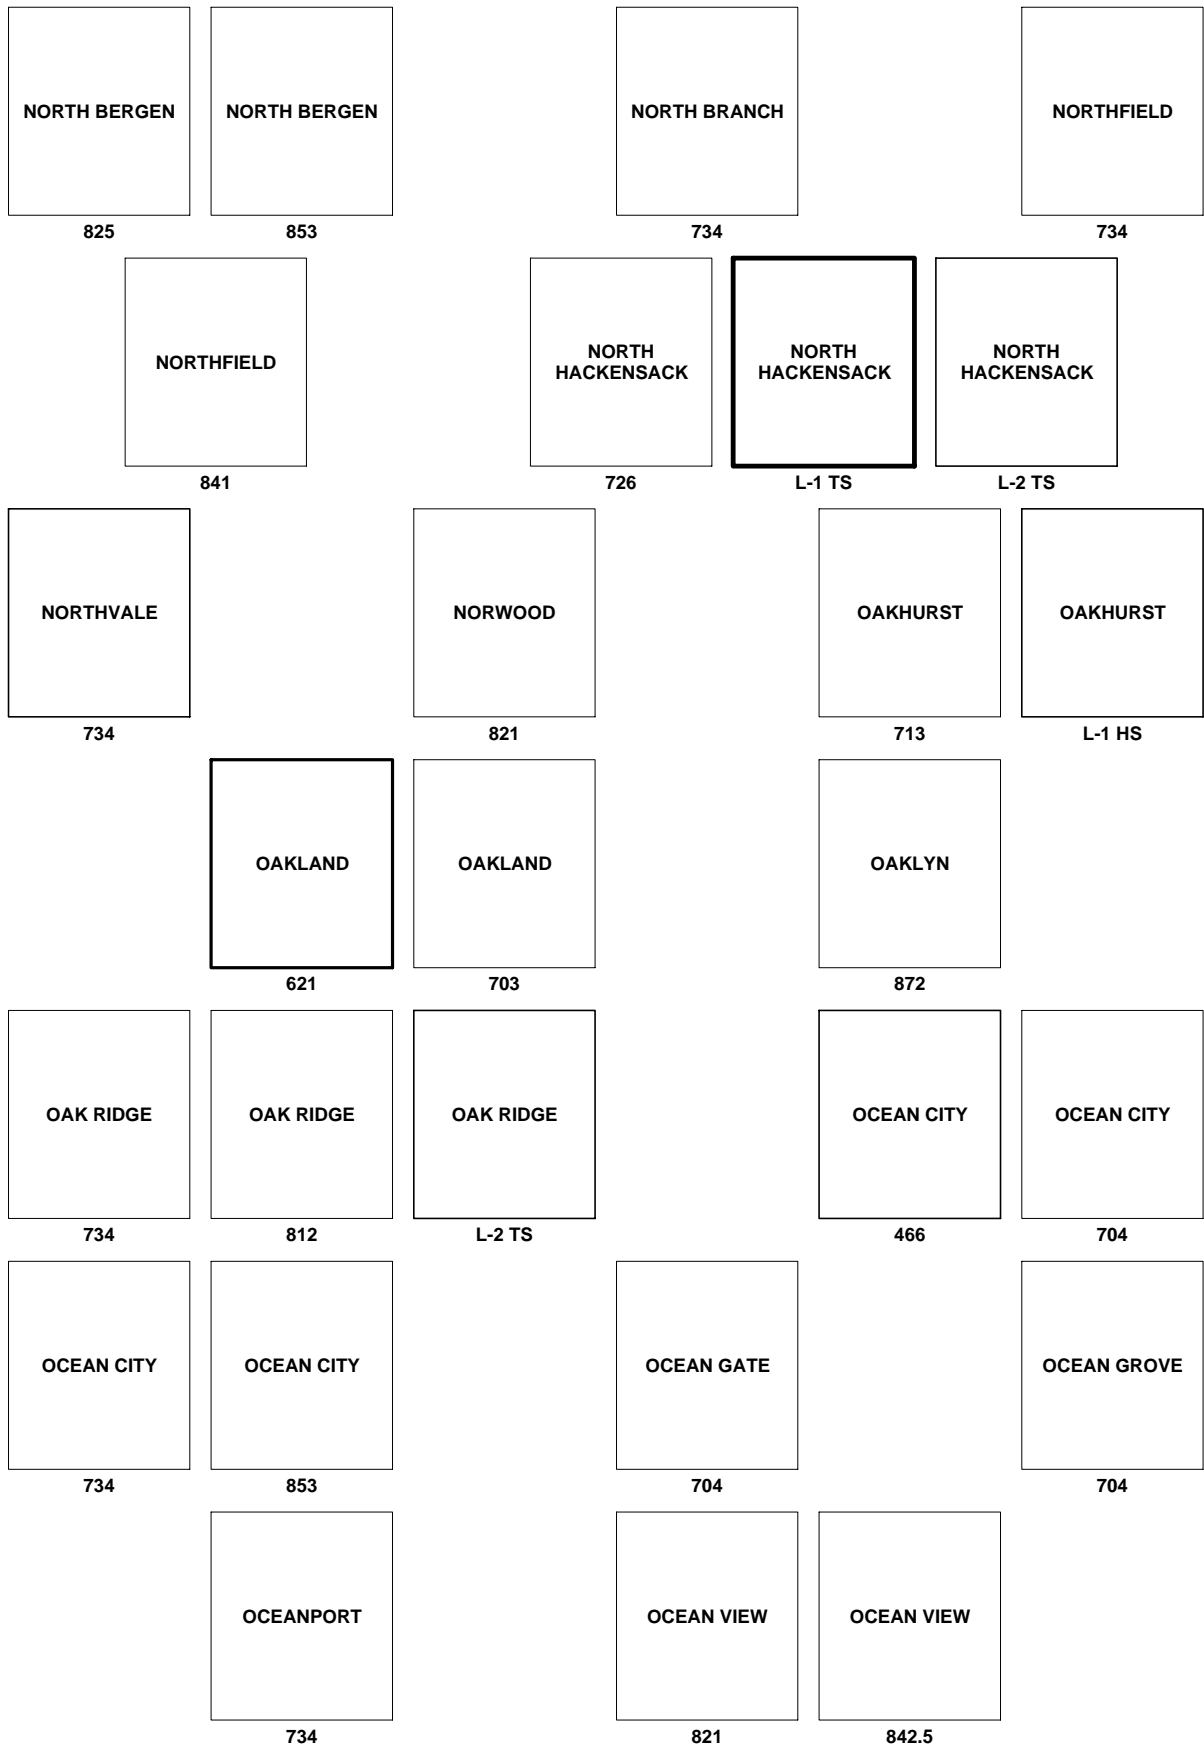 NORTH BERGEN
825
NORTH BERGEN
853
NORTH BRANCH
734
NORTHFIELD
734
NORTHFIELD
841
NORTH
HACKENSACK
726
NORTH
HACKENSACK
L-1 TS
NORTH
HACKENSACK
L-2 TS
NORTHVALE
734
NORWOOD
821
OAKHURST
713
OAKHURST
L-1 HS
OAKLAND
621
OAKLAND
703
OAKLYN
872
OAK RIDGE
734
OAK RIDGE
812
OAK RIDGE
L-2 TS
OCEAN CITY
466
OCEAN CITY
704
OCEAN CITY
734
OCEAN CITY
853
OCEAN GATE
704
OCEAN GROVE
704
OCEANPORT
734
OCEAN VIEW
821
OCEAN VIEW
842.5